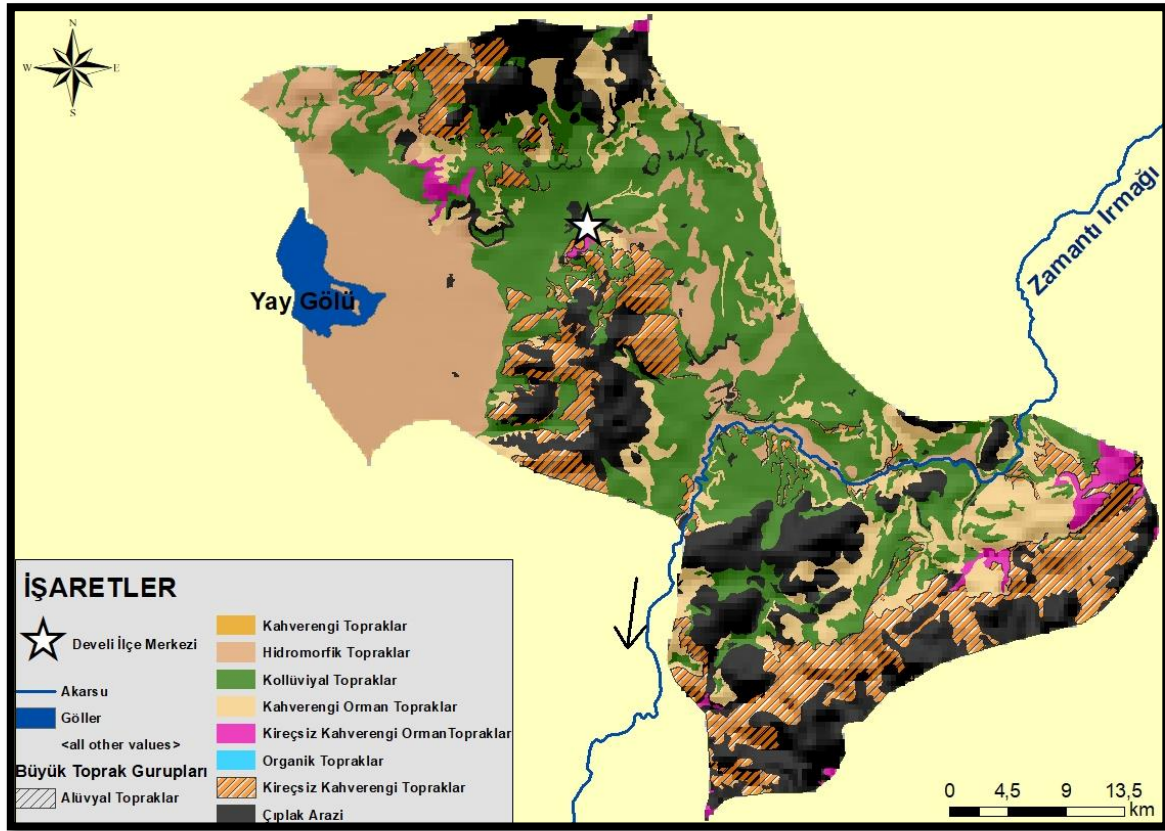 N
W E
S
Yay Gölü
Zamantı Irmağı
İŞARETLER
Develi İlçe Merkezi
Akarsu
Göller
<all other values>
Büyük Toprak Gurupları
Alüvyal Topraklar
Kahverengi Topraklar
Hidromorfik Topraklar
Kollüviyal Topraklar
Kahverengi Orman Topraklar
Kireçsiz Kahverengi OrmanTopraklar
Organik Topraklar
Kireçsiz Kahverengi Topraklar
Çıplak Arazi
0 4,5 9 13,5
km